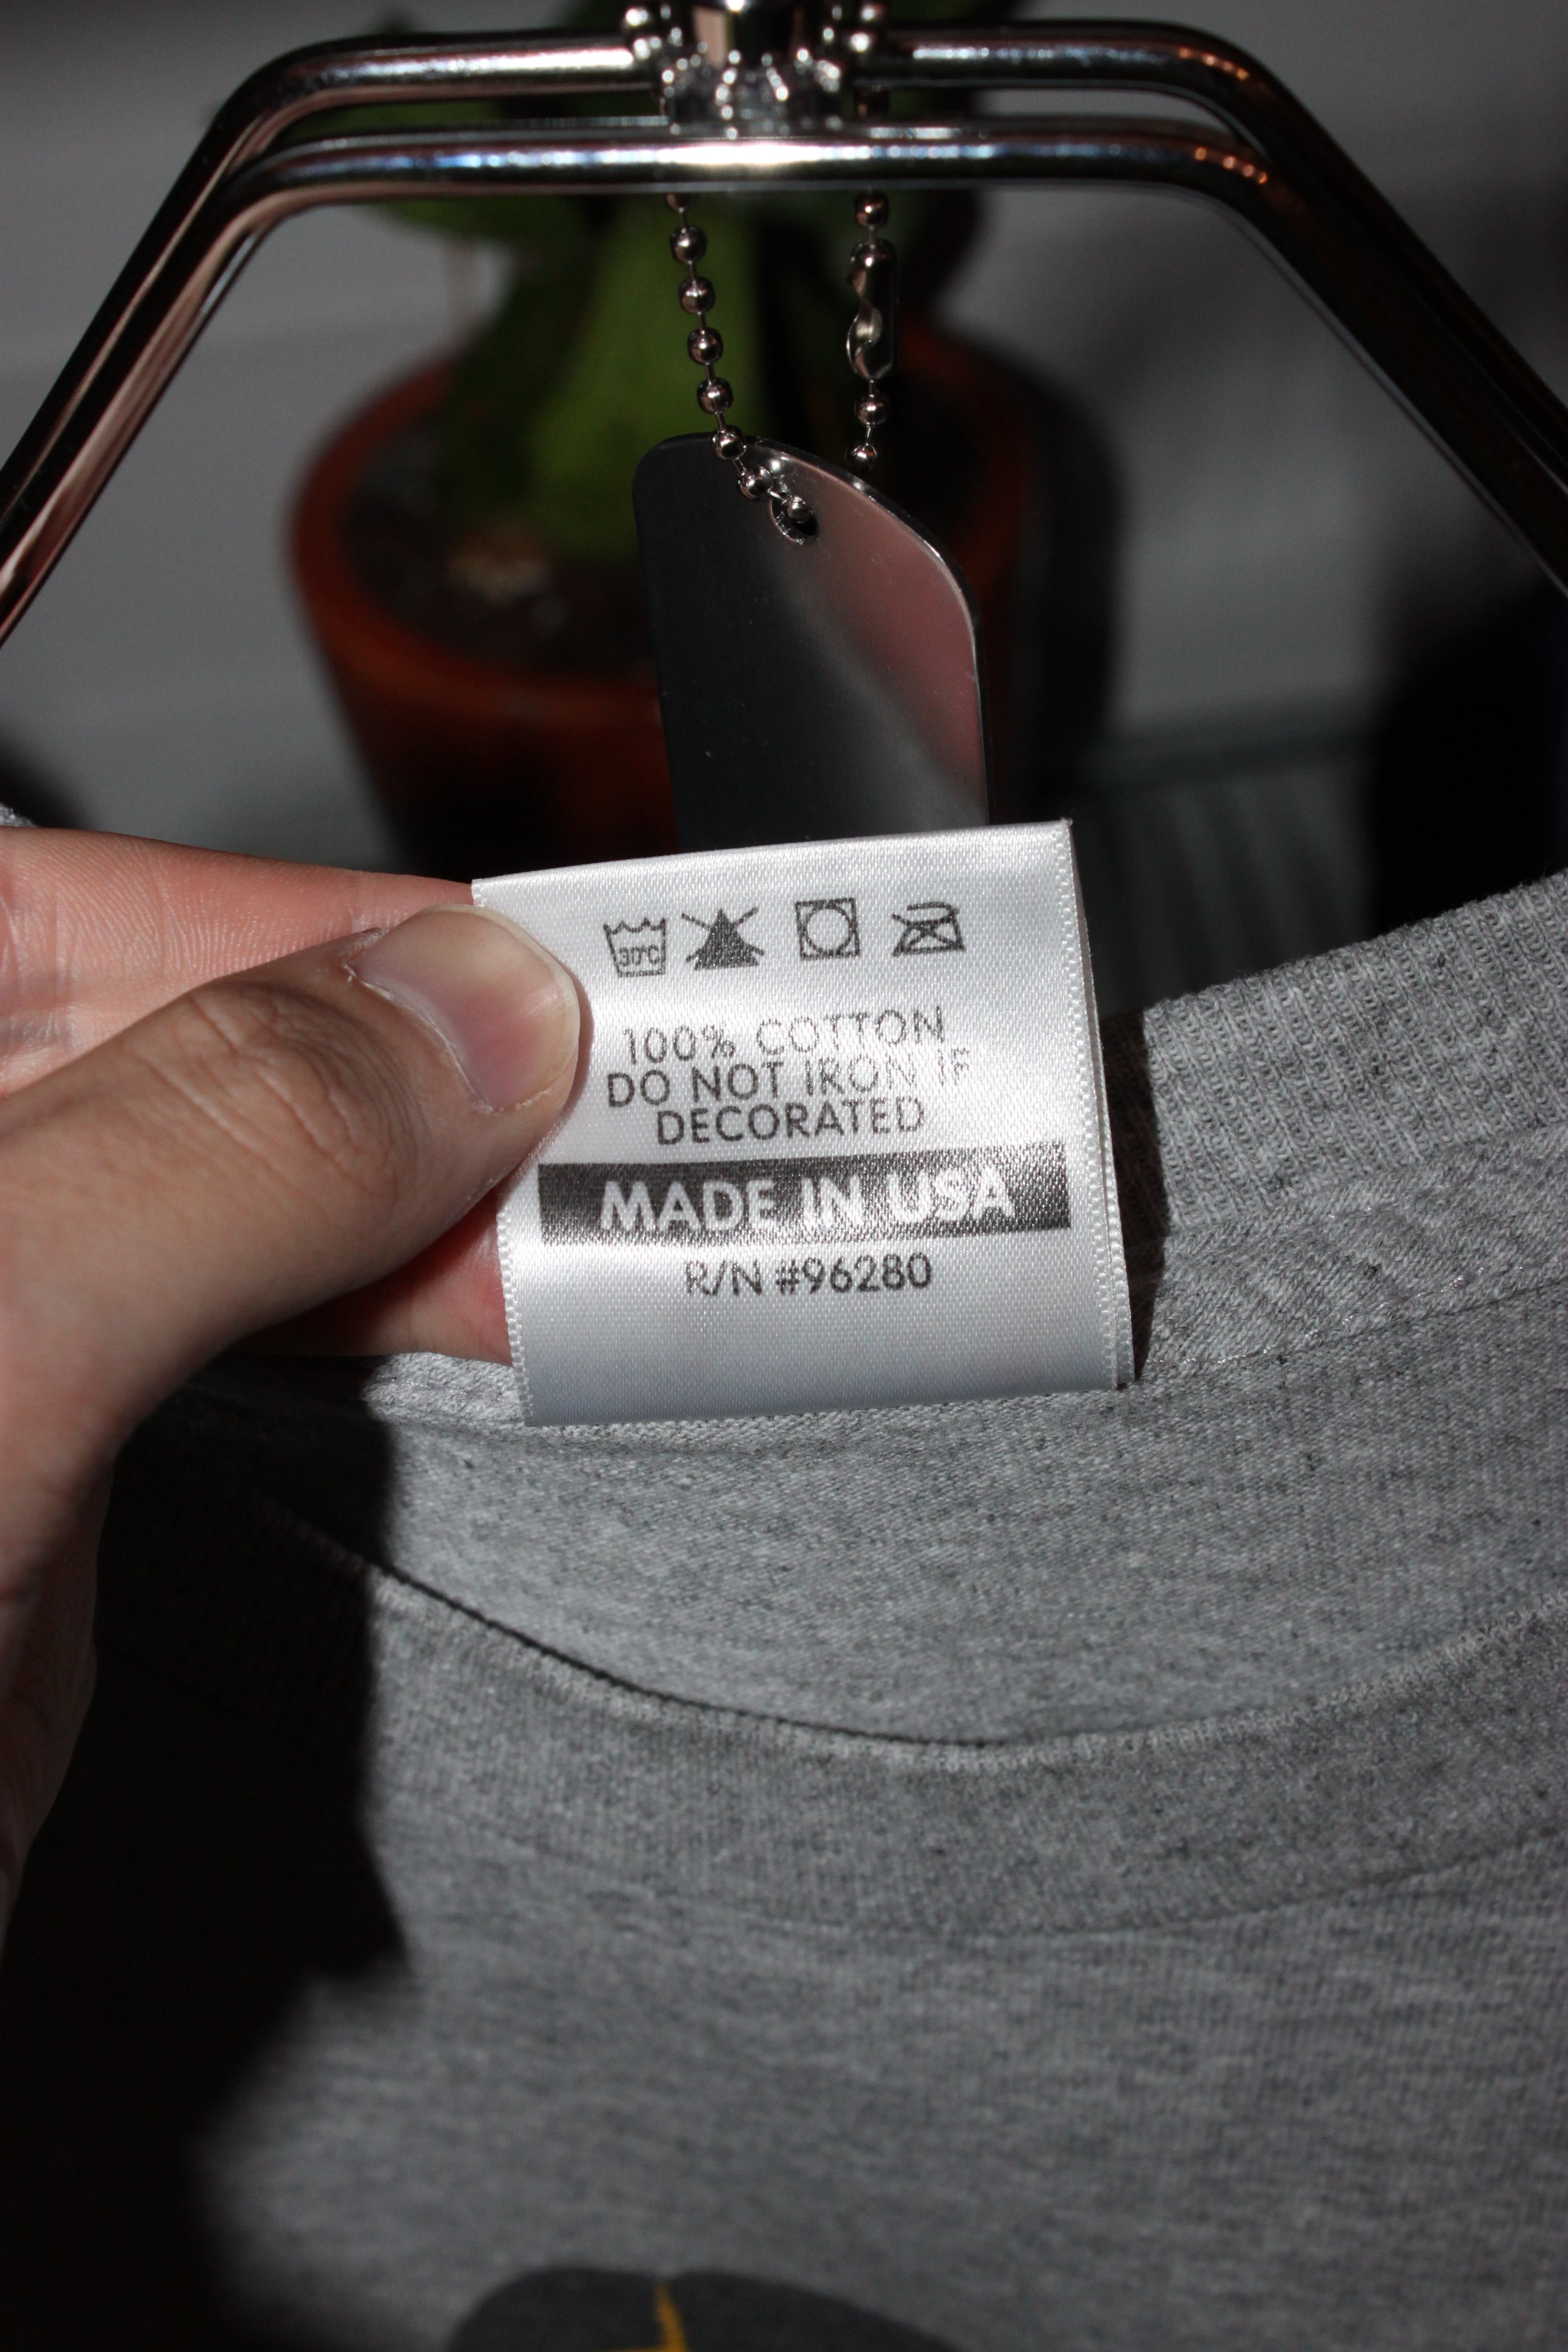 30°C
100% COTTON
DO NOT IRON IF
DECORATED
MADE IN USA
R/N #96280